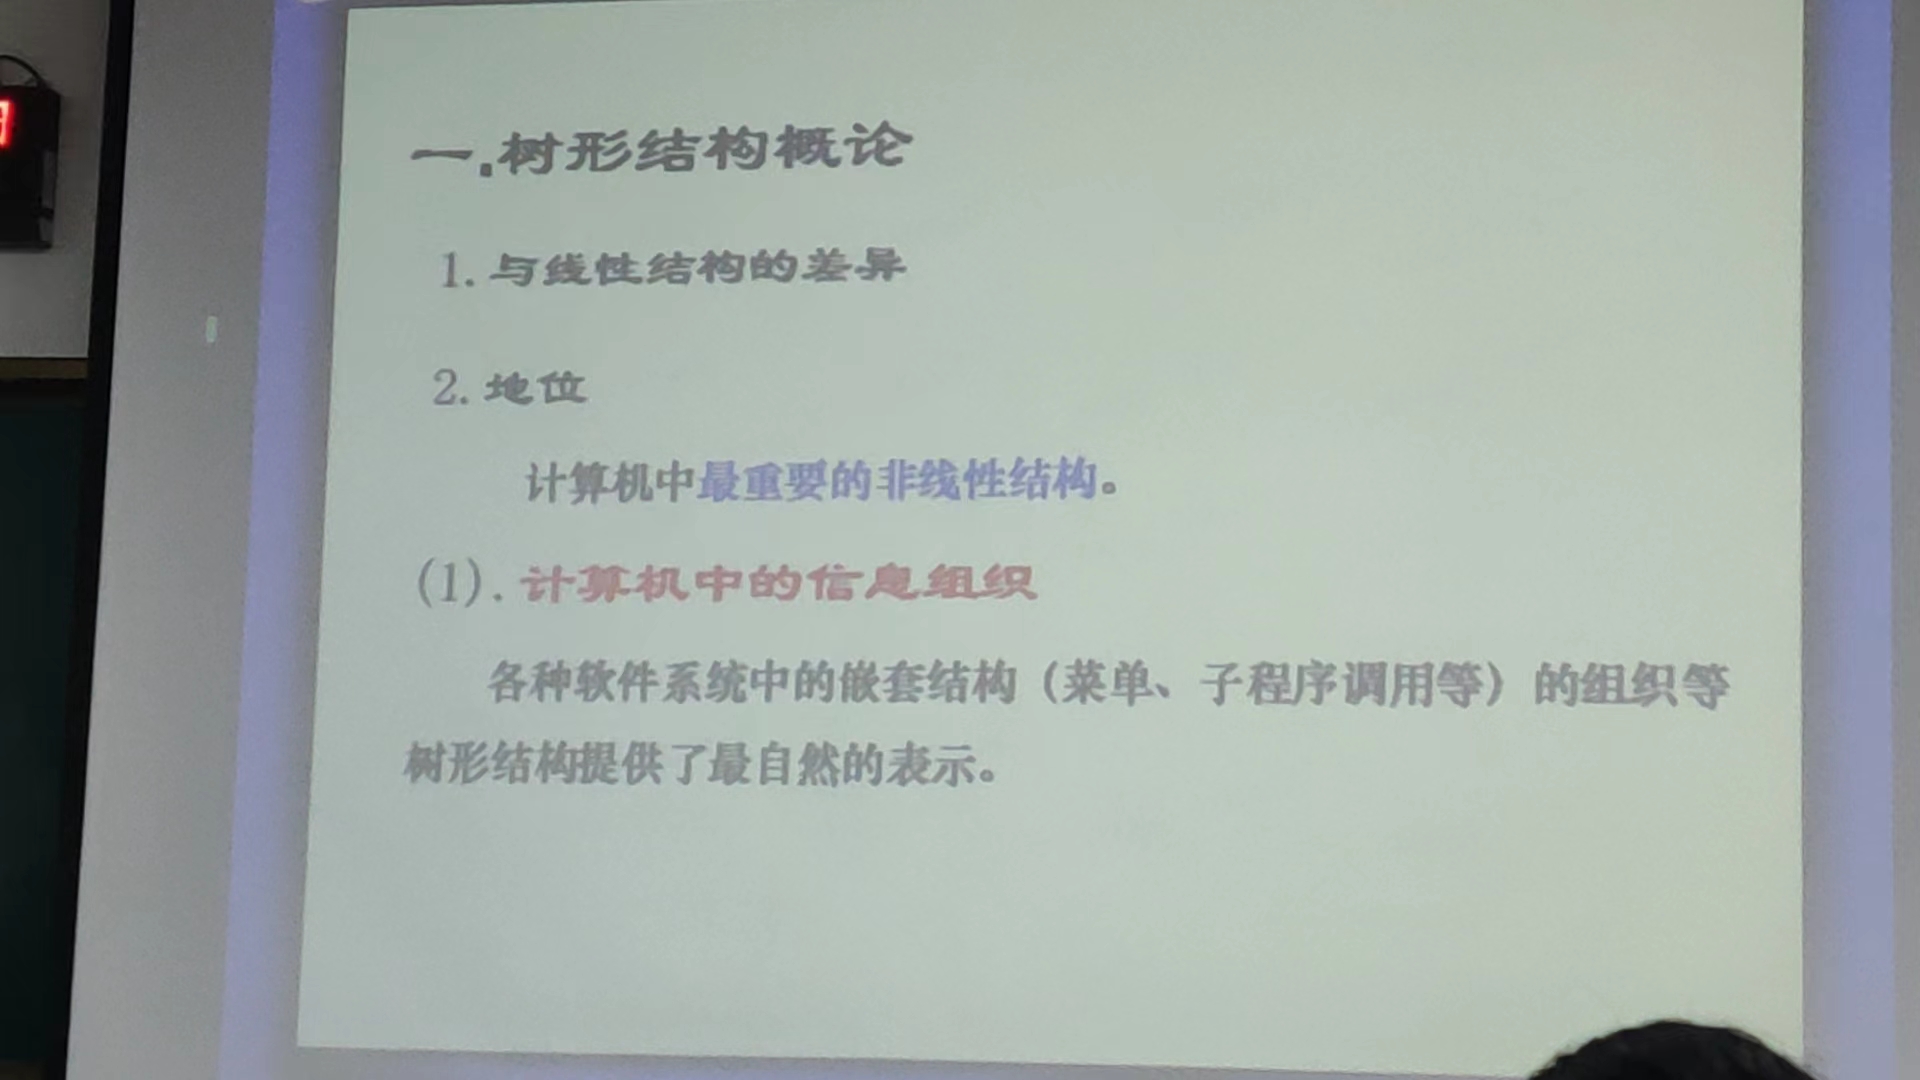 一.树形结构概论
1.与线性结构的差异
2.地位
计算机中最重要的非线性结构。
(1).计算机中的信息组织
各种软件系统中的嵌套结构（菜单、子程序调用等）的组织等
树形结构提供了最自然的表示。